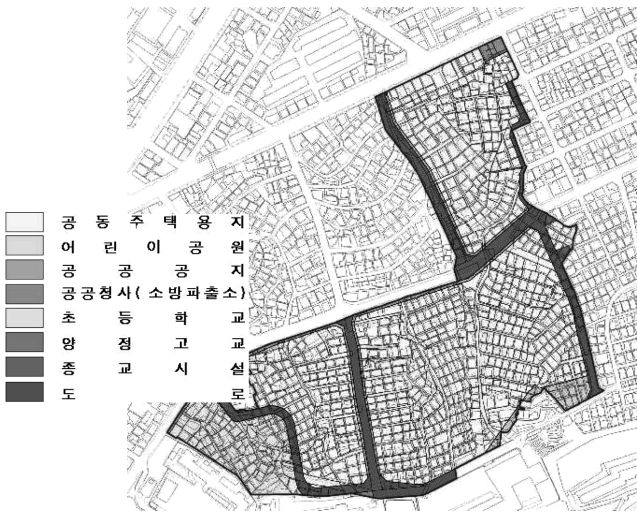 공동주택용지
어린이공원
공공공지
공공청사(소방파출소)
초등학교
양정고교
종교시설
도로